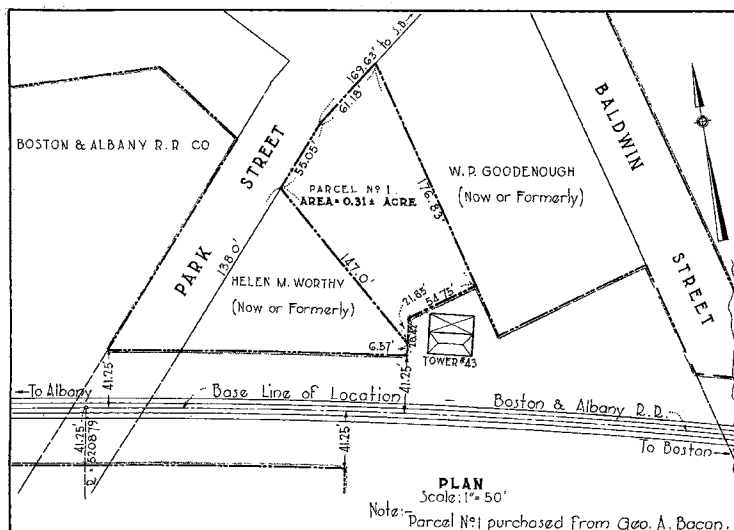 169.63' to S.B.
61.18'
55.05'
BOSTON & ALBANY R.R CO
PARK STREET
138.0'
PARCEL Nº 1
AREA = 0.31± ACRE
W.P. GOODENOUGH
(Now or Formerly)
176.83'
BALDWIN STREET
147.0'
HELEN M. WORTHY
(Now or Formerly)
21.85'
54.75'
6.37'
TOWER #43
41.25'
41.25'
To Albany
Base Line of Location
Boston & Albany R.R.
To Boston
41.25'
41.25'
PLAN
Scale: 1"= 50'
Note:-
Parcel Nº1 purchased From Geo. A. Bacon.